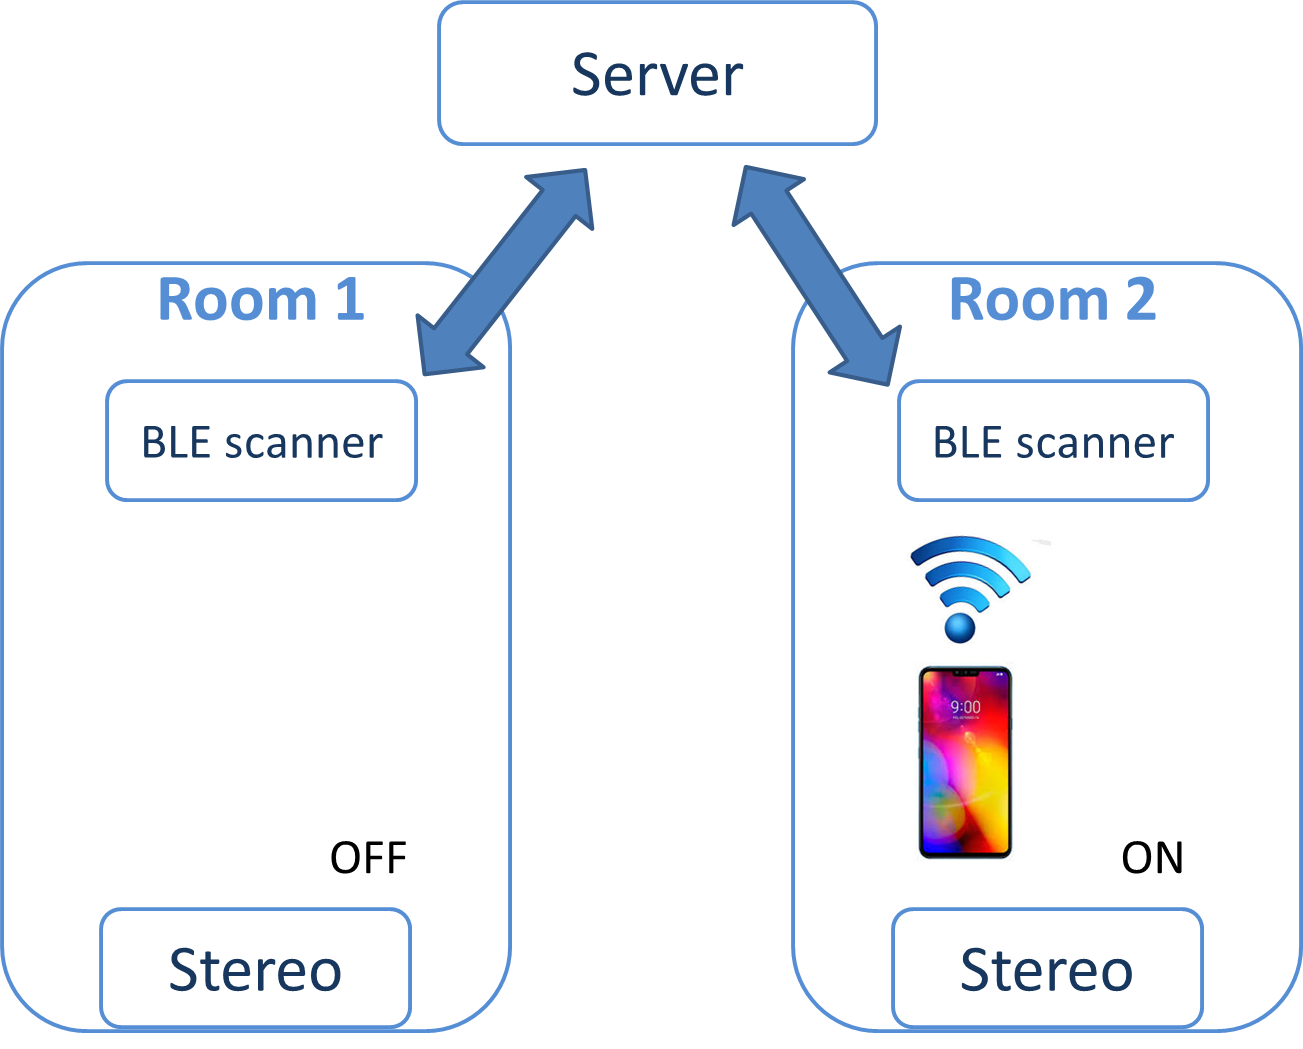 Server
Room 1
BLE scanner
OFF
Stereo
Room 2
BLE scanner
9:00
ON
Stereo